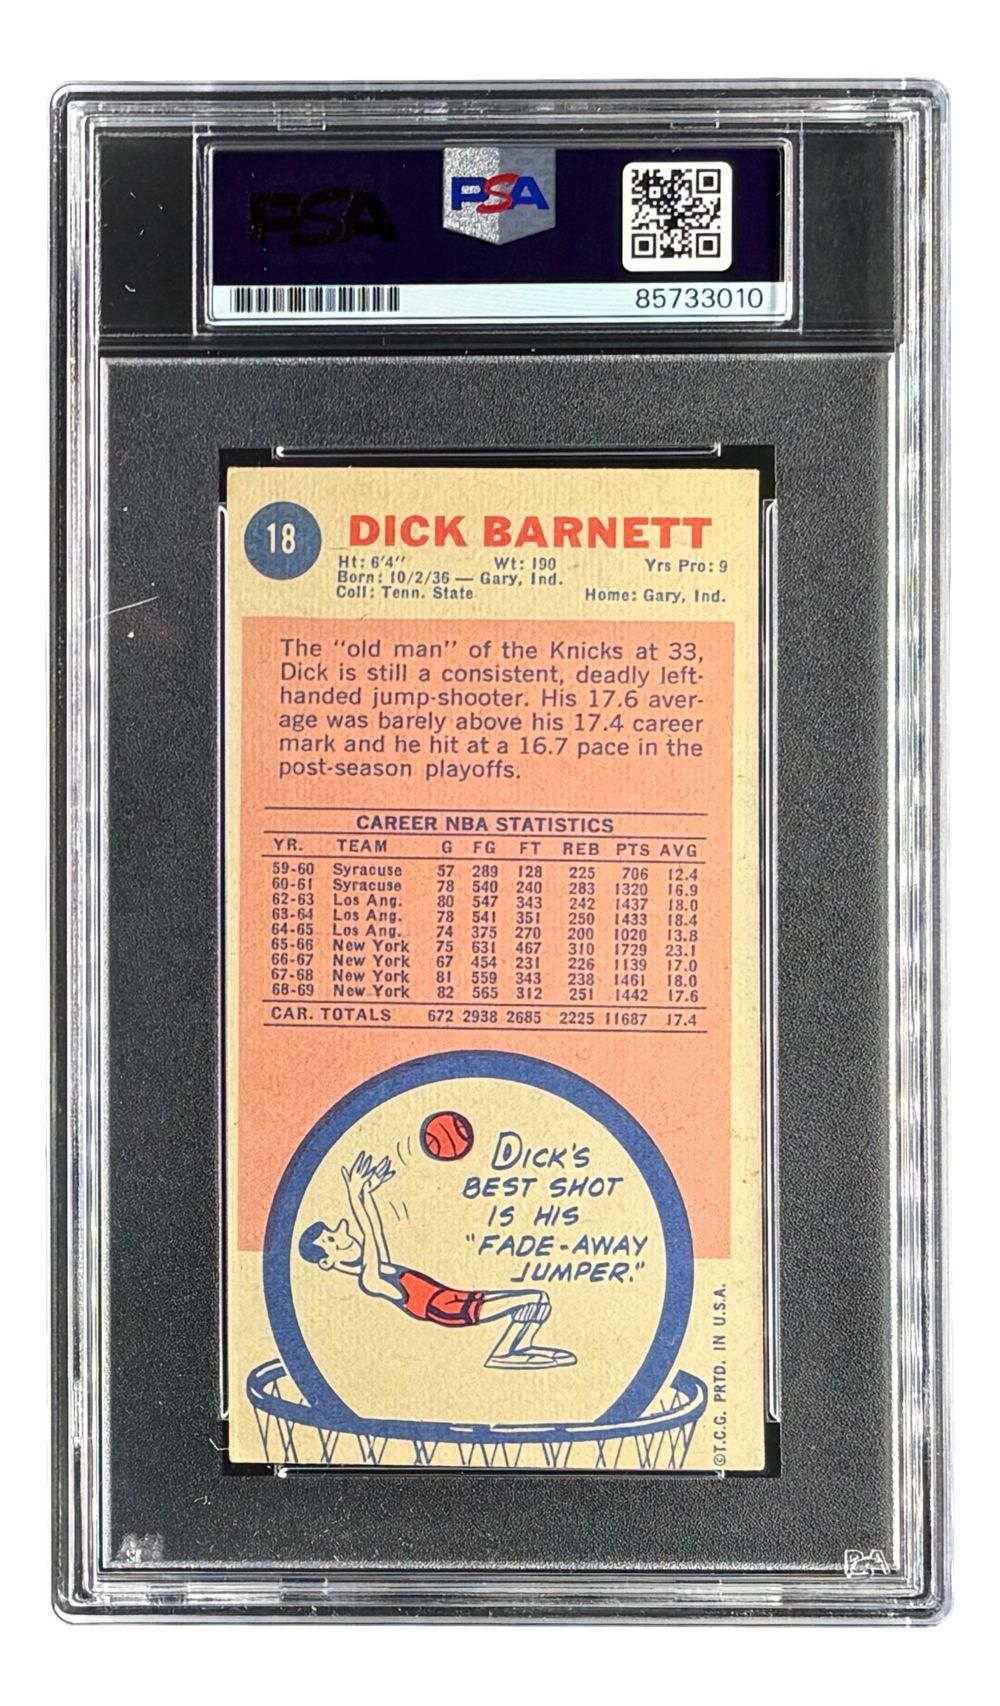 PSA
PSA
85733010
18
DICK BARNETT
Ht: 6'4" Wt: 190 Yrs Pro: 9
Born: 10/2/36 — Gary, Ind.
Coll: Tenn. State Home: Gary, Ind.
The "old man" of the Knicks at 33,
Dick is still a consistent, deadly left-
handed jump-shooter. His 17.6 aver-
age was barely above his 17.4 career
mark and he hit at a 16.7 pace in the
post-season playoffs.
CAREER NBA STATISTICS
YR. TEAM G FG FT REB PTS AVG
59-60 Syracuse 57 289 128 225 706 12.4
60-61 Syracuse 78 540 240 283 1320 16.9
62-63 Los Ang. 80 547 343 242 1437 18.0
63-64 Los Ang. 78 541 351 250 1433 18.4
64-65 Los Ang. 74 375 270 200 1020 13.8
65-66 New York 75 631 467 310 1729 23.1
66-67 New York 67 454 231 226 1139 17.0
67-68 New York 81 559 343 238 1461 18.0
68-69 New York 82 565 312 251 1442 17.6
CAR. TOTALS 672 2938 2685 2225 11687 17.4
DICK'S
BEST SHOT
IS HIS
"FADE-AWAY
JUMPER."
©T.C.G. PRTD. IN U.S.A.
PSA